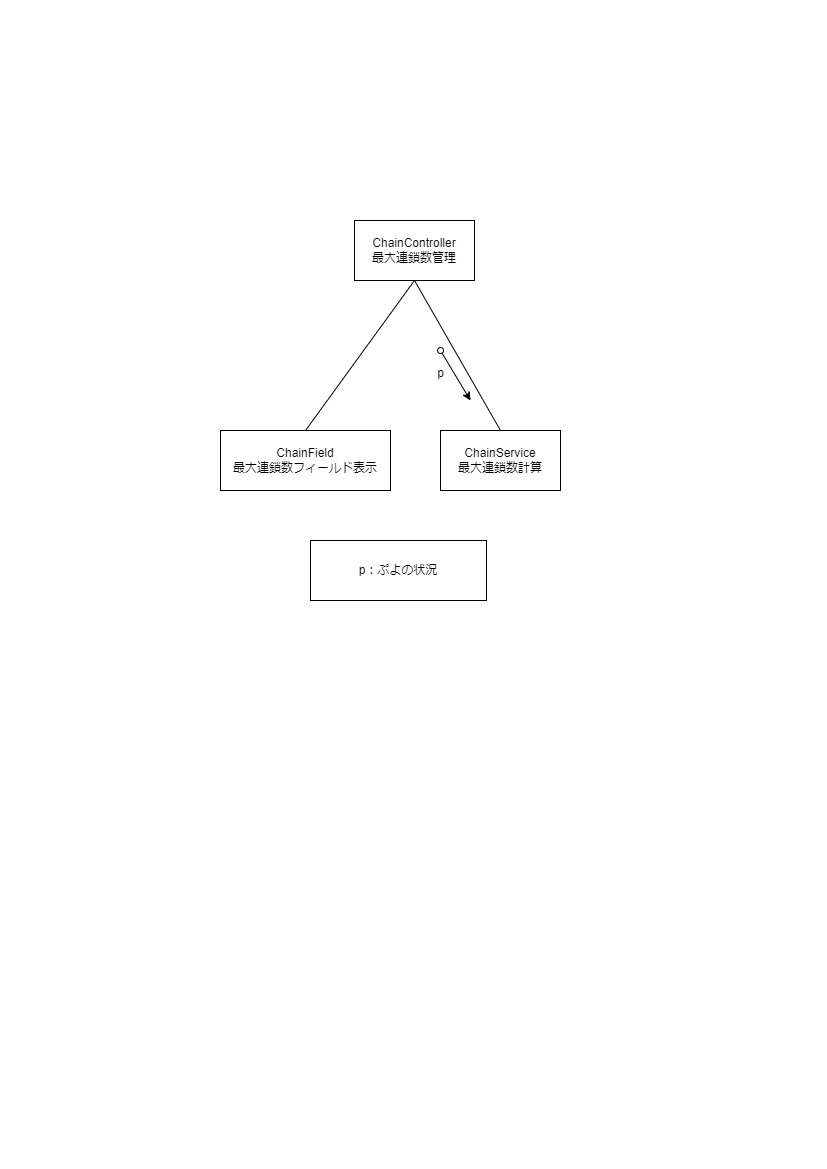 ChainController
最大連鎖数管理
p
ChainField
最大連鎖数フィールド表示
ChainService
最大連鎖数計算
p：ぷよの状況